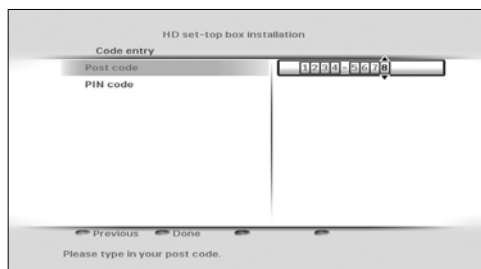 HD set-top box installation
Code entry
Post code 1234-5678
PIN code
Previous Done
Please type in your post code.